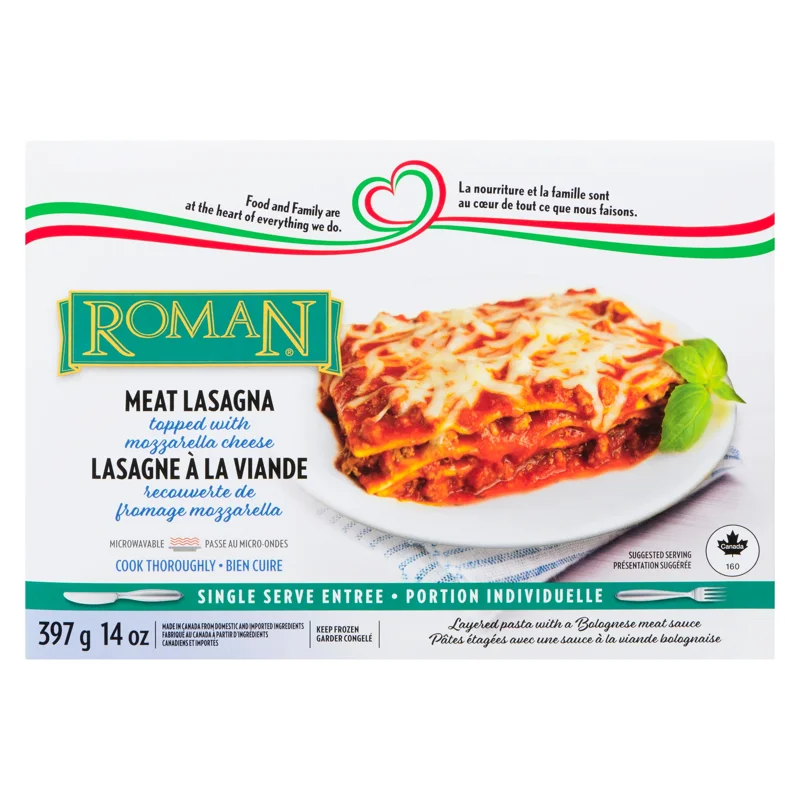 Food and Family are
at the heart of everything we do.
La nourriture et la famille sont
au cœur de tout ce que nous faisons.
ROMAN®
MEAT LASAGNA
topped with
mozzarella cheese
LASAGNE À LA VIANDE
recouverte de
fromage mozzarella
MICROWAVABLE PASSE AU MICRO-ONDES
COOK THOROUGHLY • BIEN CUIRE
SUGGESTED SERVING
PRÉSENTATION SUGGÉRÉE
Canada
160
SINGLE SERVE ENTREE • PORTION INDIVIDUELLE
397 g 14 oz
MADE IN CANADA FROM DOMESTIC AND IMPORTED INGREDIENTS
FABRIQUÉ AU CANADA À PARTIR D'INGRÉDIENTS
CANADIENS ET IMPORTÉS
KEEP FROZEN
GARDER CONGELÉ
Layered pasta with a Bolognese meat sauce
Pâtes étagées avec une sauce à la viande bolognaise